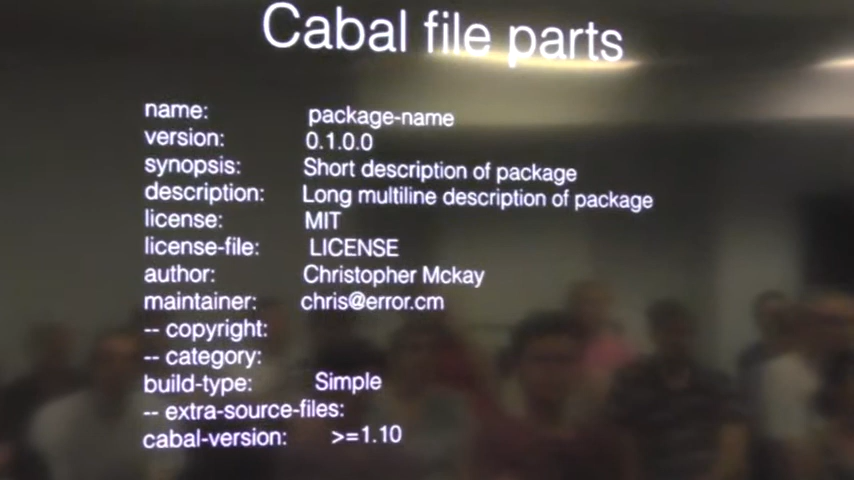 Cabal file parts
name: package-name
version: 0.1.0.0
synopsis: Short description of package
description: Long multiline description of package
license: MIT
license-file: LICENSE
author: Christopher Mckay
maintainer: chris@error.cm
-- copyright:
-- category:
build-type: Simple
-- extra-source-files:
cabal-version: >=1.10